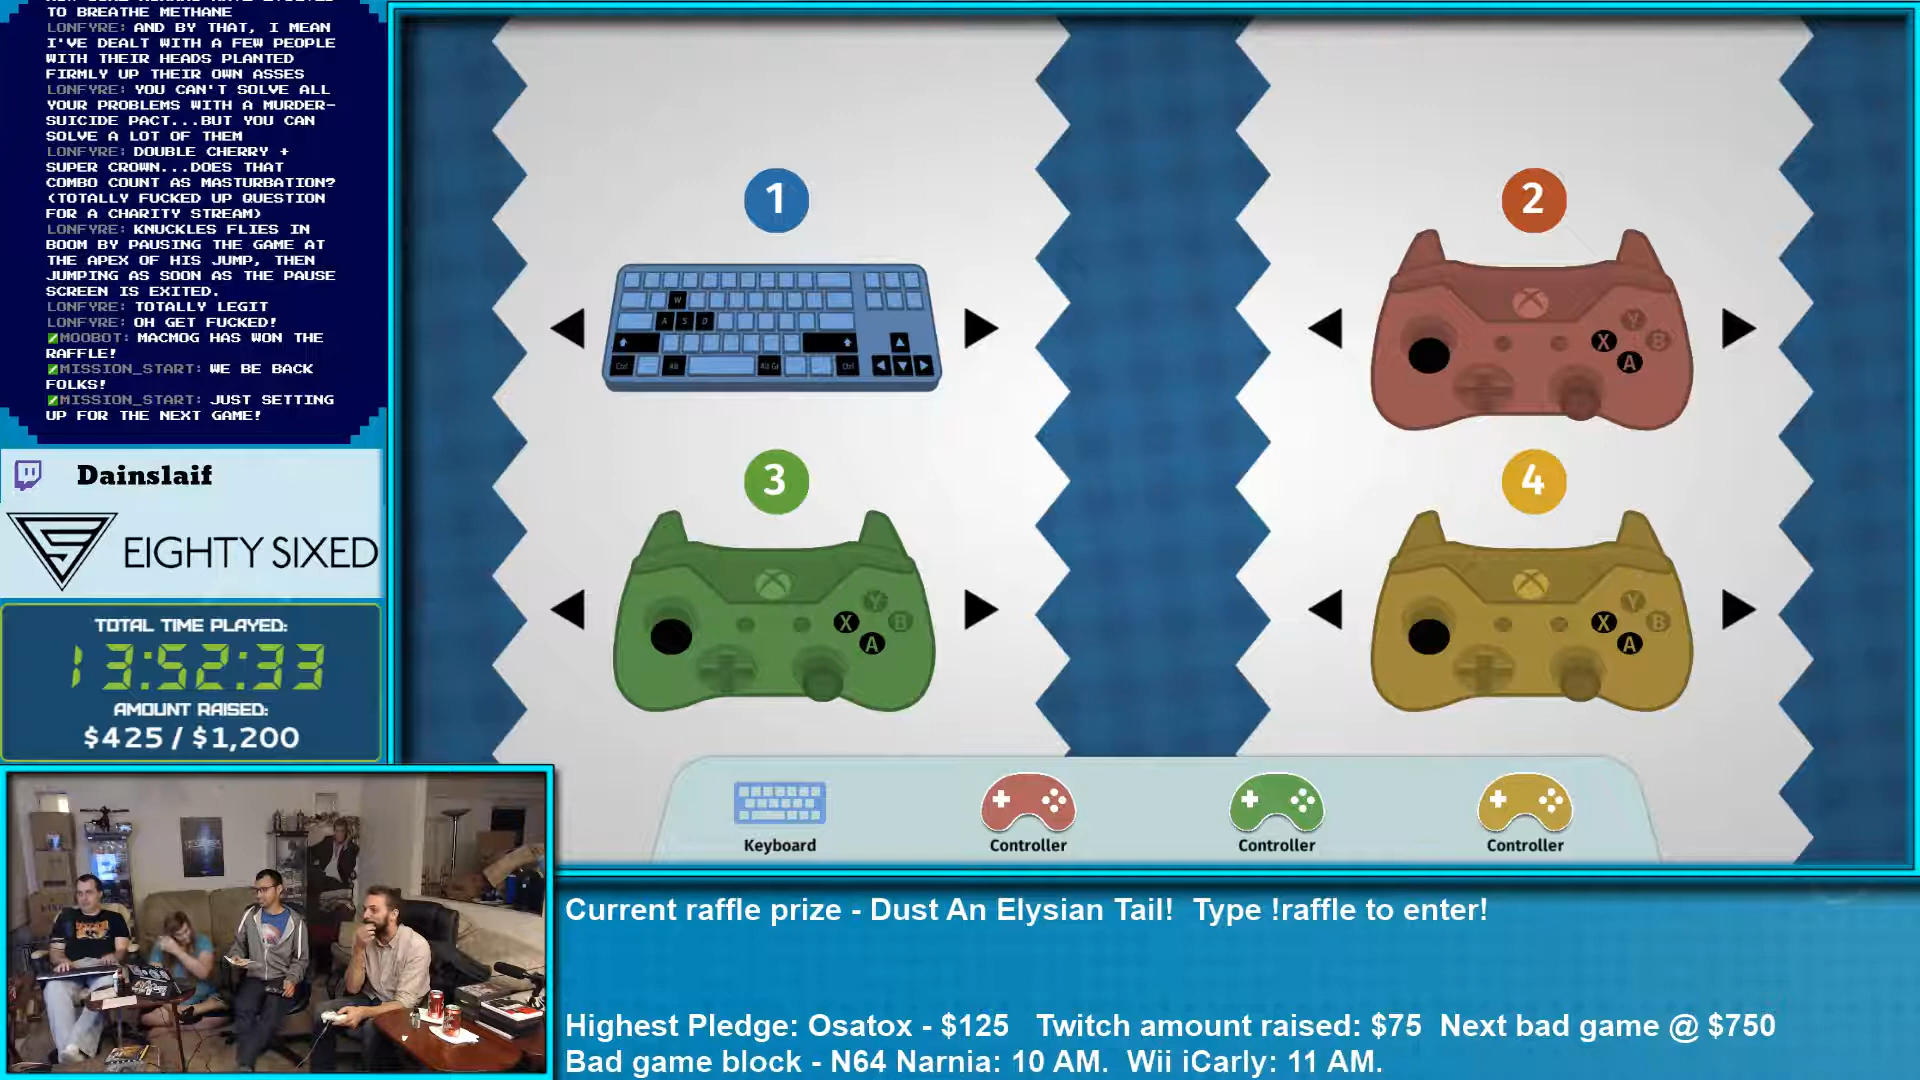 TO BREATHE METHANE
LONFYRE: AND BY THAT, I MEAN
I'VE DEALT WITH A FEW PEOPLE
WITH THEIR HEADS PLANTED
FIRMLY UP THEIR OWN ASSES
LONFYRE: YOU CAN'T SOLVE ALL
YOUR PROBLEMS WITH A MURDER-
SUICIDE PACT...BUT YOU CAN
SOLVE A LOT OF THEM
LONFYRE: DOUBLE CHERRY +
SUPER CROWN...DOES THAT
COMBO COUNT AS MASTURBATION?
(TOTALLY FUCKED UP QUESTION
FOR A CHARITY STREAM)
LONFYRE: KNUCKLES FLIES IN
BOOM BY PAUSING THE GAME AT
THE APEX OF HIS JUMP, THEN
JUMPING AS SOON AS THE PAUSE
SCREEN IS EXITED.
LONFYRE: TOTALLY LEGIT
LONFYRE: OH GET FUCKED!
MOOBOT: MACMOG HAS WON THE
RAFFLE!
MISSION_START: WE BE BACK
FOLKS!
MISSION_START: JUST SETTING
UP FOR THE NEXT GAME!
Dainslaif
EIGHTY SIXED
TOTAL TIME PLAYED:
13:52:33
AMOUNT RAISED:
$425 / $1,200
1
W
A S D
Ctrl Alt Alt Gr Ctrl
2
Y
X B
A
3
Y
X B
A
4
Y
X B
A
Keyboard Controller Controller Controller
Current raffle prize - Dust An Elysian Tail! Type !raffle to enter!
Highest Pledge: Osatox - $125 Twitch amount raised: $75 Next bad game @ $750
Bad game block - N64 Narnia: 10 AM. Wii iCarly: 11 AM.